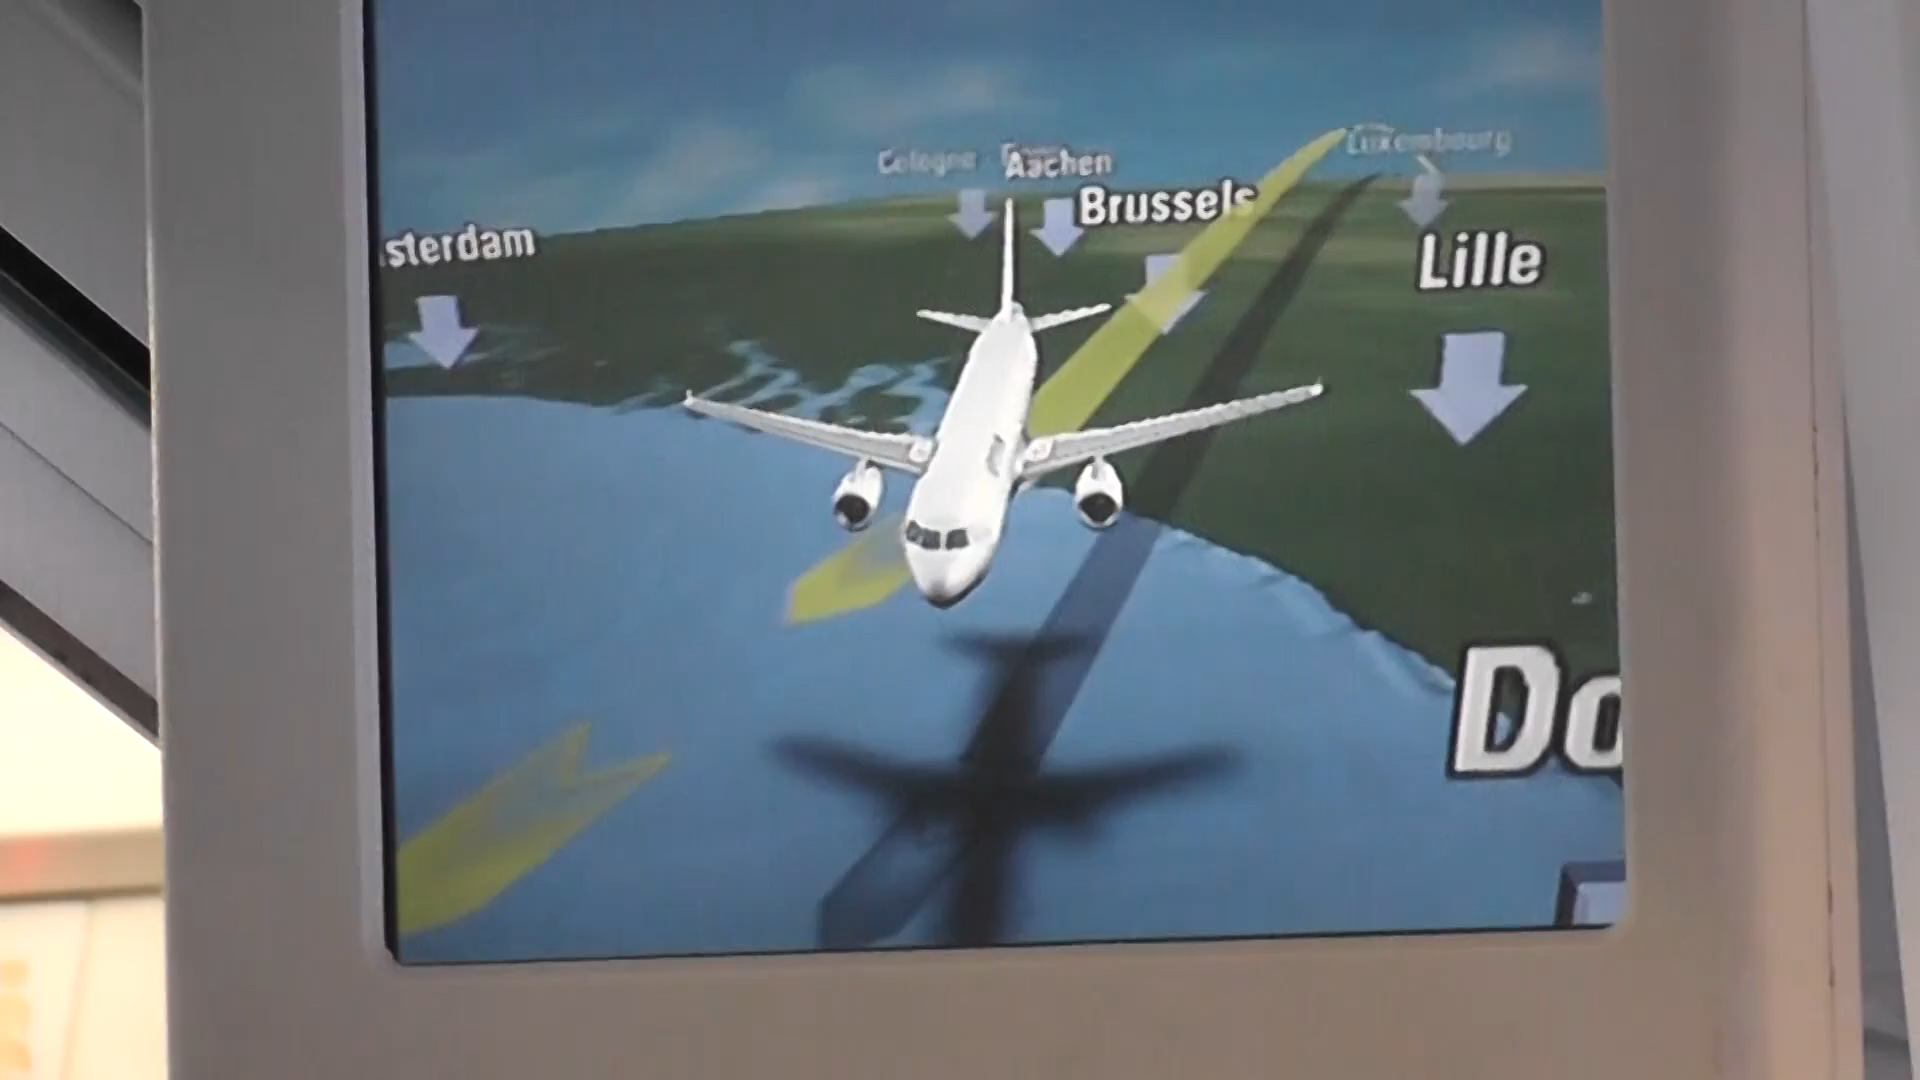 Cologne
Aachen
Luxembourg
Brussels
sterdam
Lille
Do